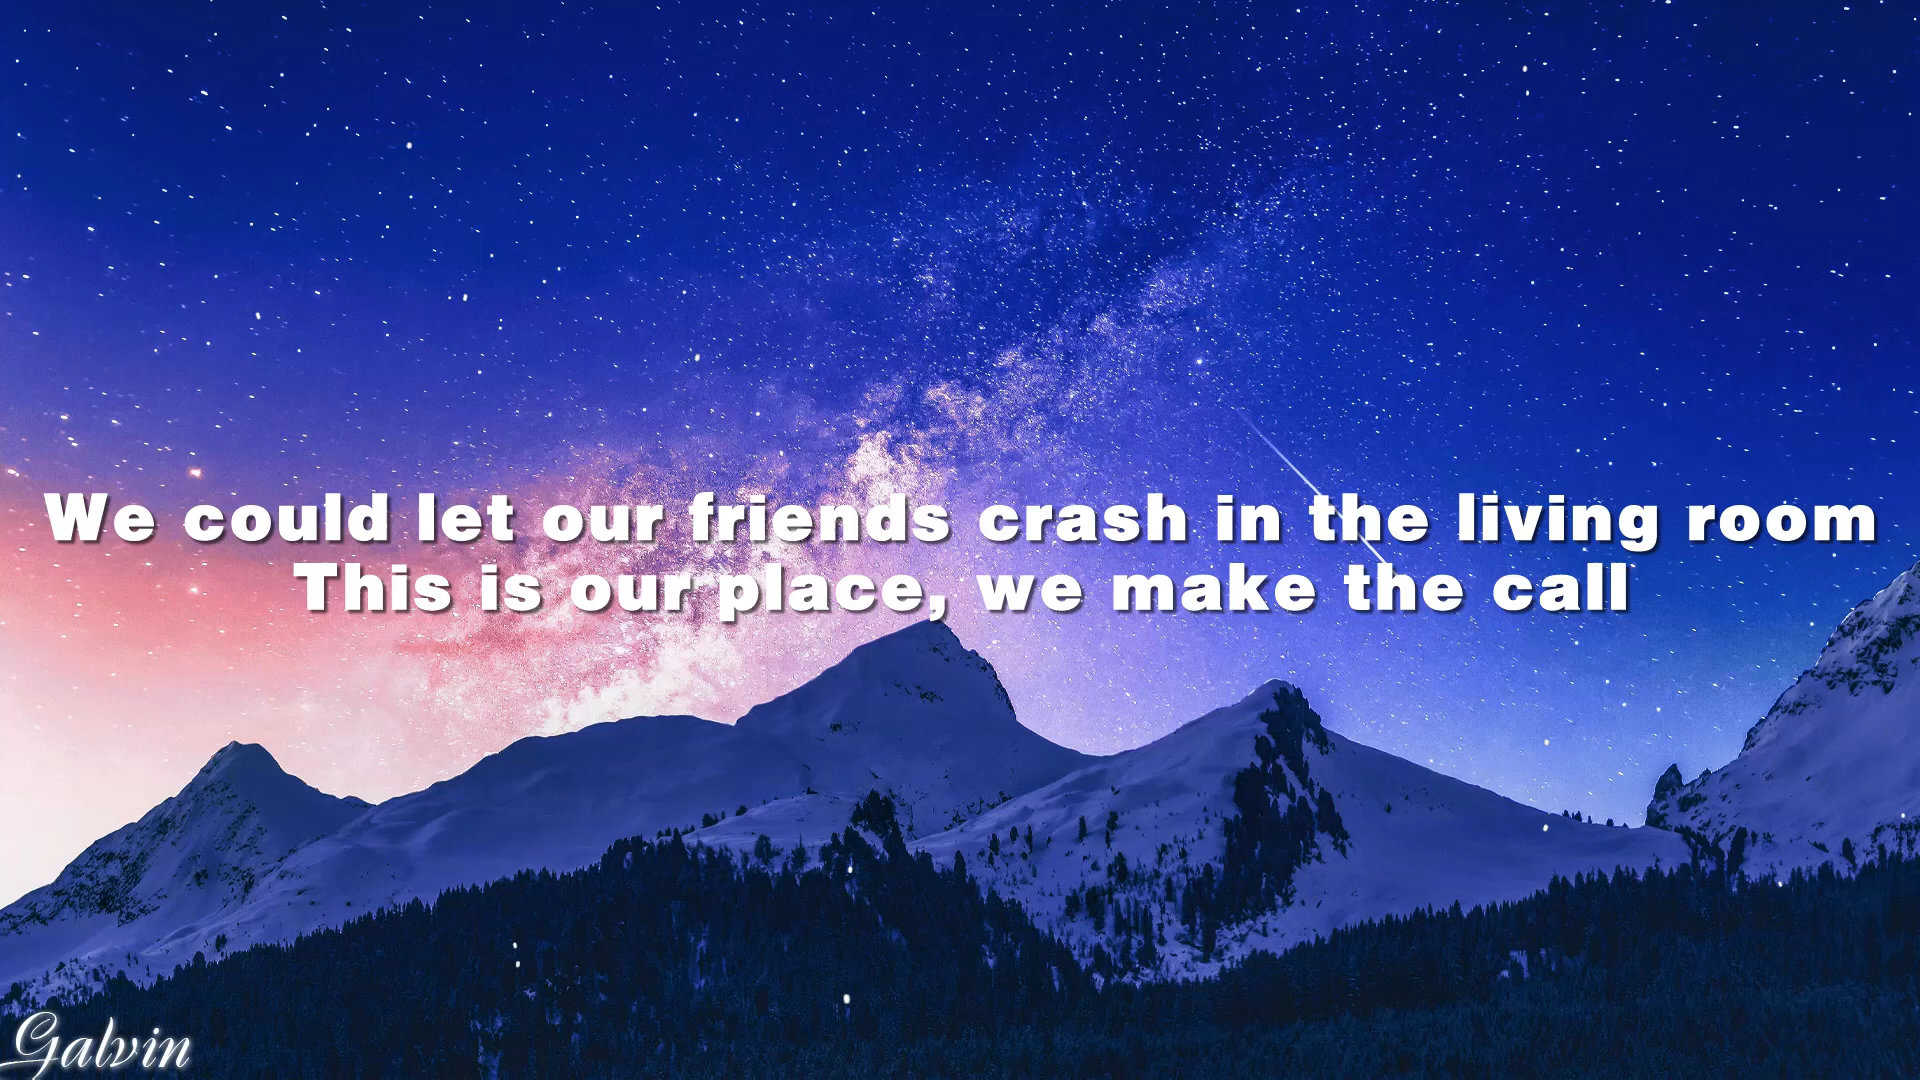 We could let our friends crash in the living room
This is our place, we make the call
Galvin